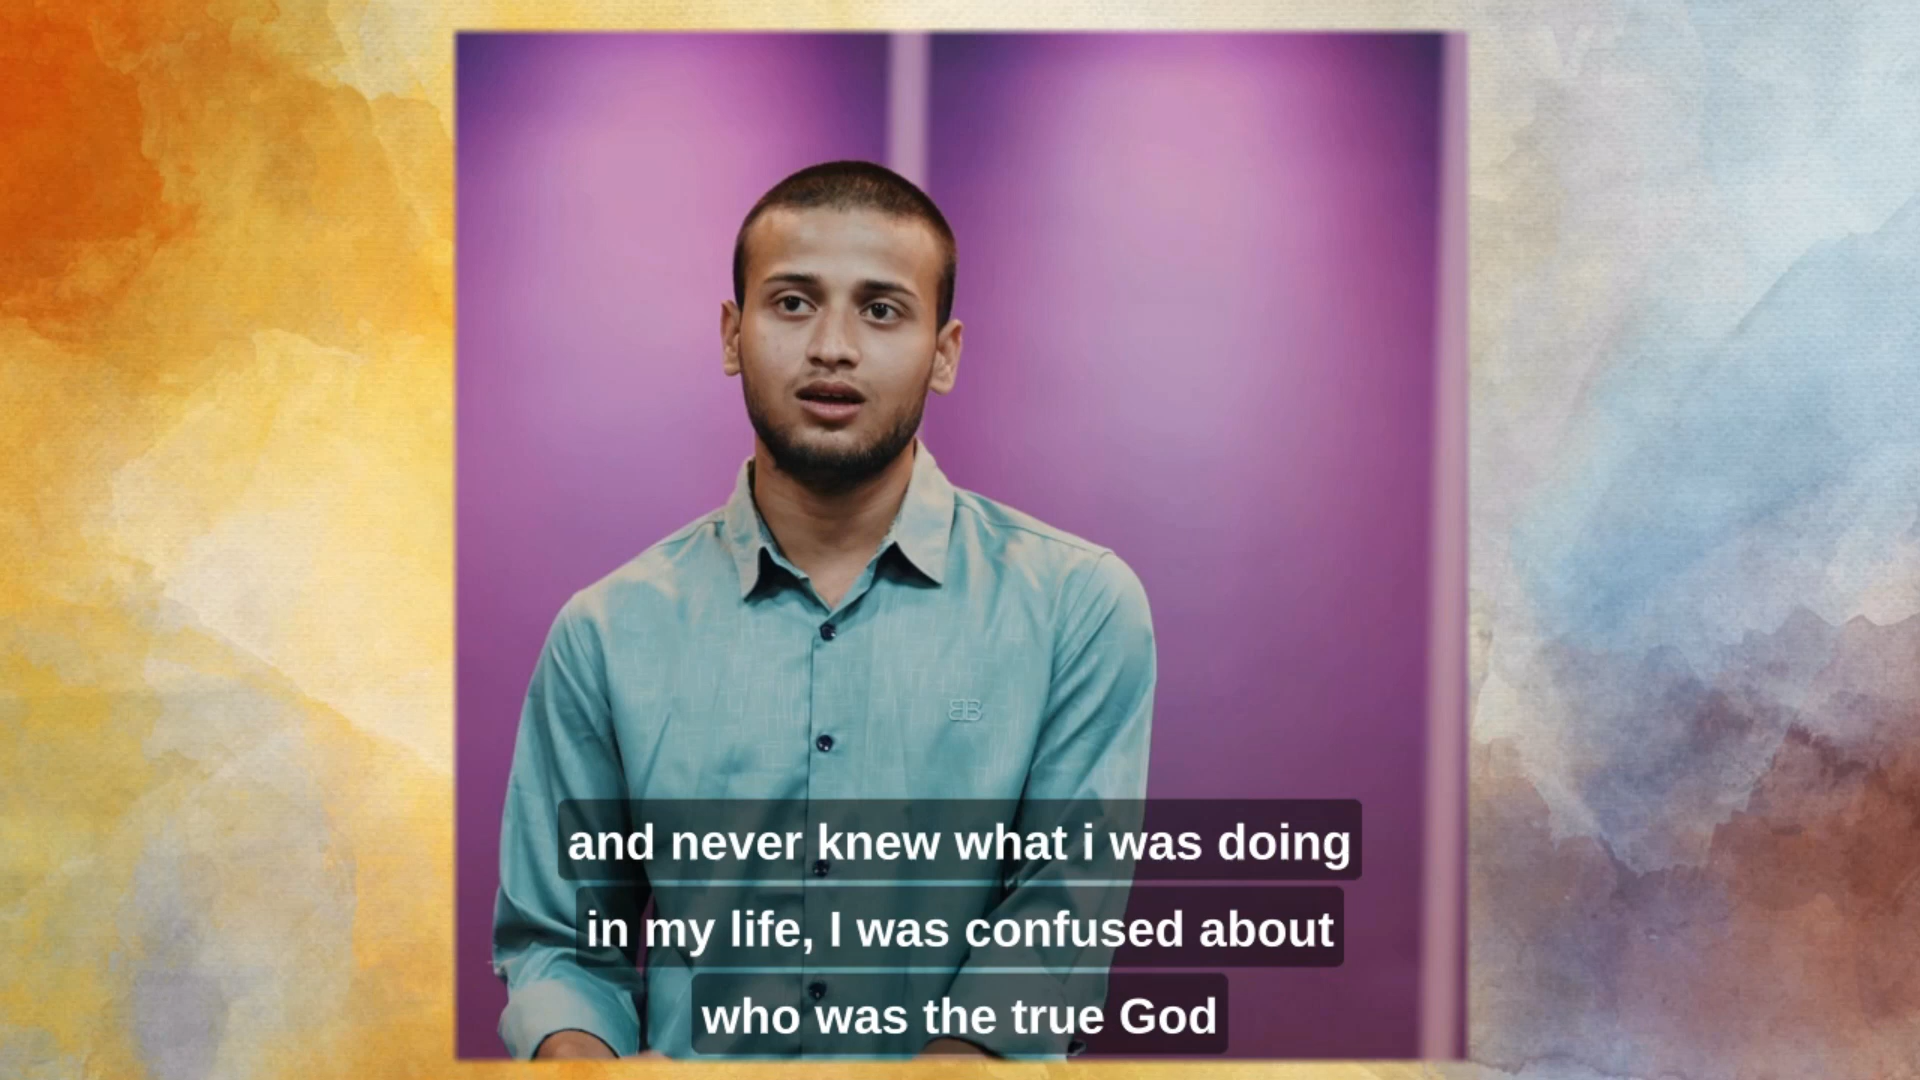 and never knew what i was doing
in my life, I was confused about
who was the true God